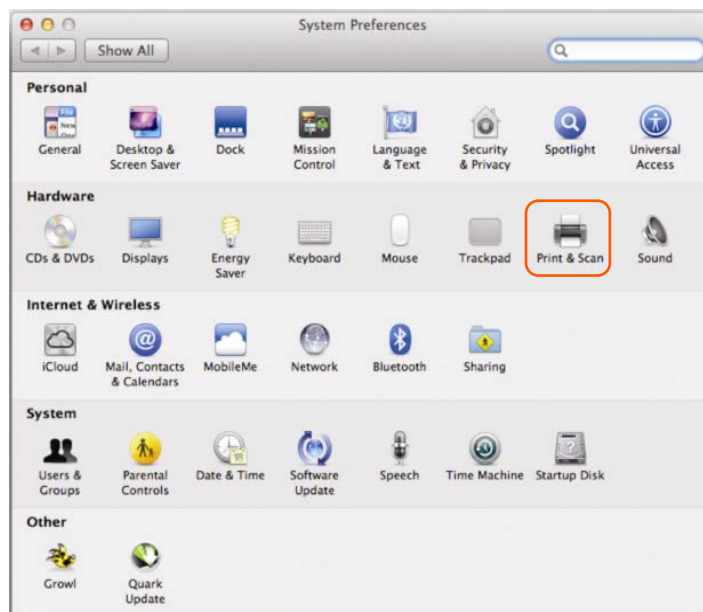 System Preferences
Show All
Personal
General
Desktop &
Screen Saver
Dock
Mission
Control
Language
& Text
Security
& Privacy
Spotlight
Universal
Access
Hardware
CDs & DVDs
Displays
Energy
Saver
Keyboard
Mouse
Trackpad
Print & Scan
Sound
Internet & Wireless
iCloud
Mail, Contacts
& Calendars
MobileMe
Network
Bluetooth
Sharing
System
Users &
Groups
Parental
Controls
Date & Time
Software
Update
Speech
Time Machine
Startup Disk
Other
Growl
Quark
Update